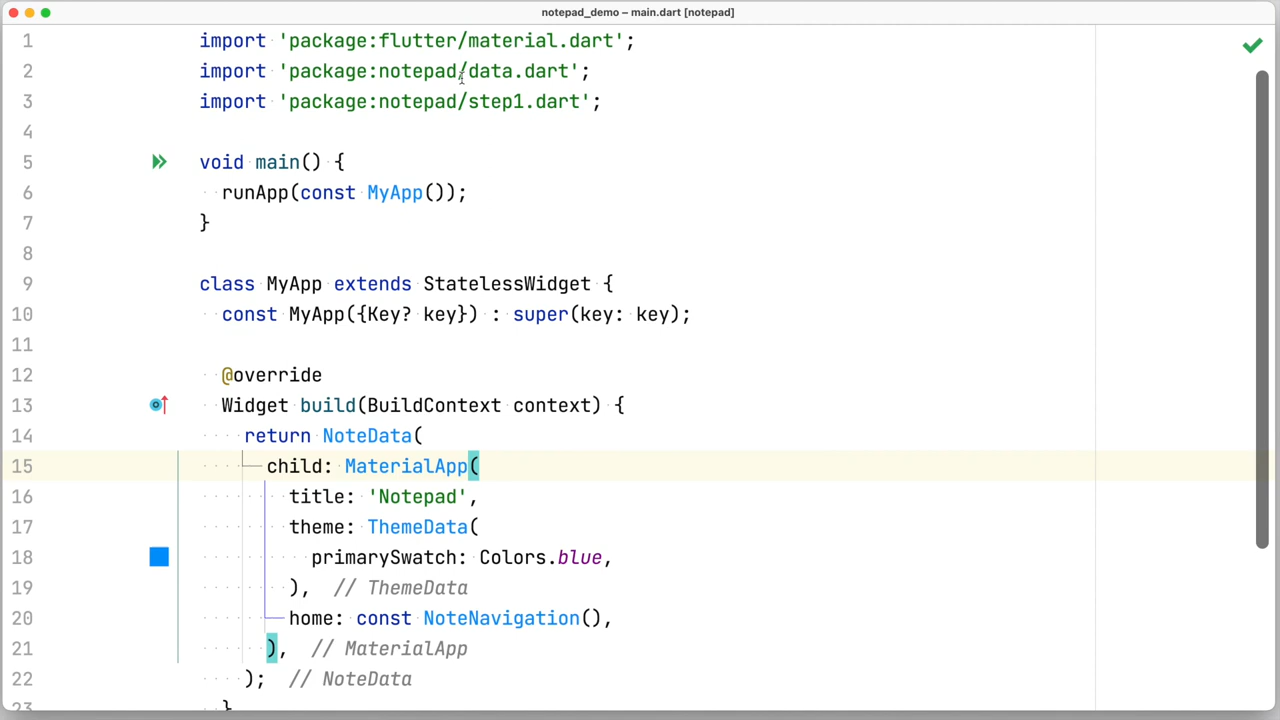 notepad_demo – main.dart [notepad]
1 import 'package:flutter/material.dart';
2 import 'package:notepad/data.dart';
3 import 'package:notepad/step1.dart';
4
5 void main() {
6 runApp(const MyApp());
7 }
8
9 class MyApp extends StatelessWidget {
10 const MyApp({Key? key}) : super(key: key);
11
12 @override
13 Widget build(BuildContext context) {
14 return NoteData(
15 child: MaterialApp(
16 title: 'Notepad',
17 theme: ThemeData(
18 primarySwatch: Colors.blue,
19 ), // ThemeData
20 home: const NoteNavigation(),
21 ), // MaterialApp
22 ); // NoteData
23 }